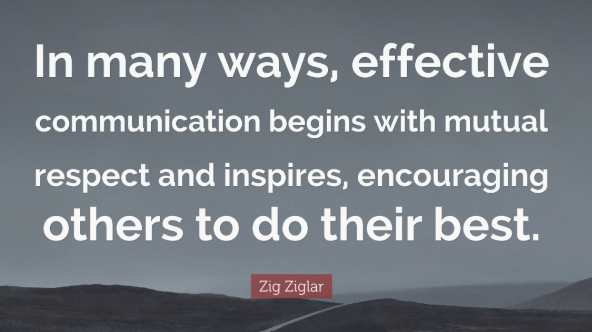 In many ways, effective
communication begins with mutual
respect and inspires, encouraging
others to do their best.
Zig Ziglar